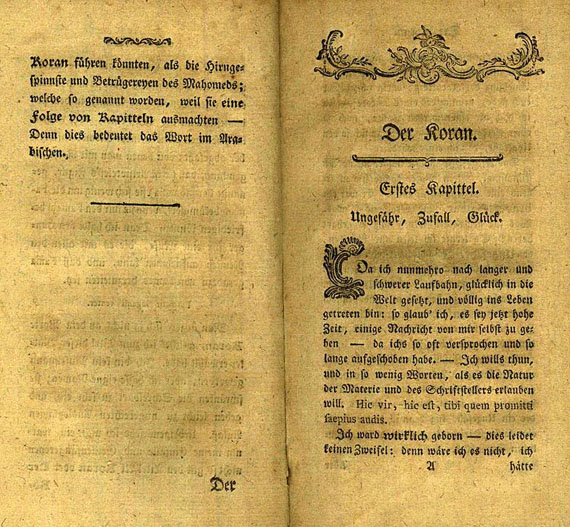 Koran führen könnten, als die Hirnge-
spinnste und Betrügereyen des Mahomeds;
welche so genannt worden, weil sie eine
Folge von Kapitteln ausmachten —
Denn dies bedeutet das Wort im Ara-
bischen.
Der
Der Koran.
Erstes Kapittel.
Ungefähr, Zufall, Glück.
Da ich nunmehro nach langer und
schwerer Laufbahn, glücklich in die
Welt gesetzt, und völlig ins Leben
getreten bin: so glaub' ich, es sey jetzt hohe
Zeit, einige Nachricht von mir selbst zu ge-
ben — da ichs so oft versprochen und so
lange aufgeschoben habe. — Ich wills thun,
und in so wenig Worten, als es die Natur
der Materie und des Schriftstellers erlauben
will. Hic vir, hic est, tibi quem promitti
saepius audis.
Ich ward wirklich geborn — dies leidet
keinen Zweifel: denn wäre ich es nicht, ich
A hätte